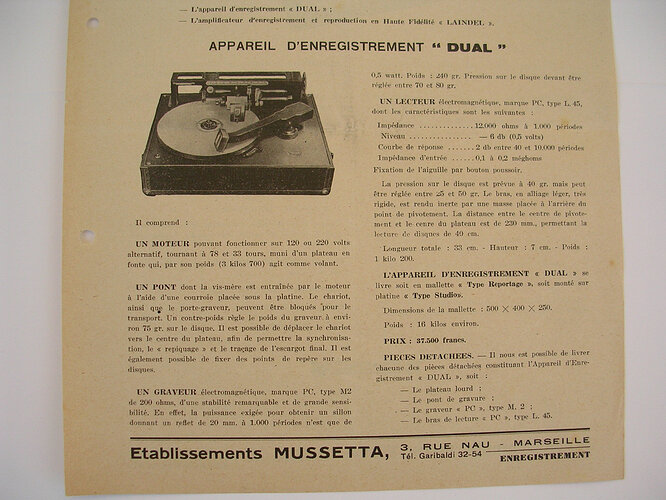 — L'appareil d'enregistrement « DUAL » ;
— L'amplificateur d'enregistrement et reproduction en Haute Fidélité « LAINDEL ».
APPAREIL D'ENREGISTREMENT “ DUAL ”
Il comprend :
UN MOTEUR pouvant fonctionner sur 120 ou 220 volts
alternatif, tournant à 78 et 33 tours, muni d'un plateau en
fonte qui, par son poids (3 kilos 700) agit comme volant.
UN PONT dont la vis-mère est entraînée par le moteur
à l'aide d'une courroie placée sous la platine. Le chariot,
ainsi que le porte-graveur, peuvent être bloqués pour le
transport. Un contre-poids règle le poids du graveur à envi-
ron 75 gr. sur le disque. Il est possible de déplacer le chariot
vers le centre du plateau, afin de permettre la synchronisa-
tion, le « repiquage » et le traçage de l'escargot final. Il est
également possible de fixer des points de repère sur les
disques.
UN GRAVEUR électromagnétique, marque PC, type M2
de 200 ohms, d'une stabilité remarquable et de grande sensi-
bilité. En effet, la puissance exigée pour obtenir un sillon
donnant un reflet de 20 mm. à 1.000 périodes n'est que de
0,5 watt. Poids : 240 gr. Pression sur le disque devant être
réglée entre 70 et 80 gr.
UN LECTEUR électromagnétique, marque PC, type L. 45,
dont les caractéristiques sont les suivantes :
Impédance .............. 12.000 ohms à 1.000 périodes
Niveau .................. — 6 db (0,5 volts)
Courbe de réponse ....... 2 db entre 40 et 10.000 périodes
Impédance d'entrée ...... 0,1 à 0,2 méghoms
Fixation de l'aiguille par bouton poussoir.
La pression sur le disque est prévue à 40 gr, mais peut
être réglée entre 25 et 50 gr. Le bras, en alliage léger, très
rigide, est rendu inerte par une masse placée à l'arrière du
point de pivotement. La distance entre le centre de pivote-
ment et le cenre du plateau est de 230 mm., permettant la
lecture de disques de 40 cm.
Longueur totale : 33 cm. - Hauteur : 7 cm. - Poids :
1 kilo 200.
L'APPAREIL D'ENREGISTREMENT « DUAL » se
livre soit en mallette « Type Reportage », soit monté sur
platine « Type Studio».
Dimensions de la mallette : 500 × 400 × 250.
Poids : 16 kilos environ.
PRIX : 37.500 francs.
PIECES DETACHEES. — Il nous est possible de livrer
chacune des pièces détachées constituant l'Appareil d'Enre-
gistrement « DUAL », soit :
— Le plateau lourd ;
— Le pont de gravure ;
— Le graveur « PC », type M. 2 ;
— Le bras de lecture « PC », type L. 45.
Etablissements MUSSETTA, 3, RUE NAU - MARSEILLE
Tél. Garibaldi 32-54 ENREGISTREMENT